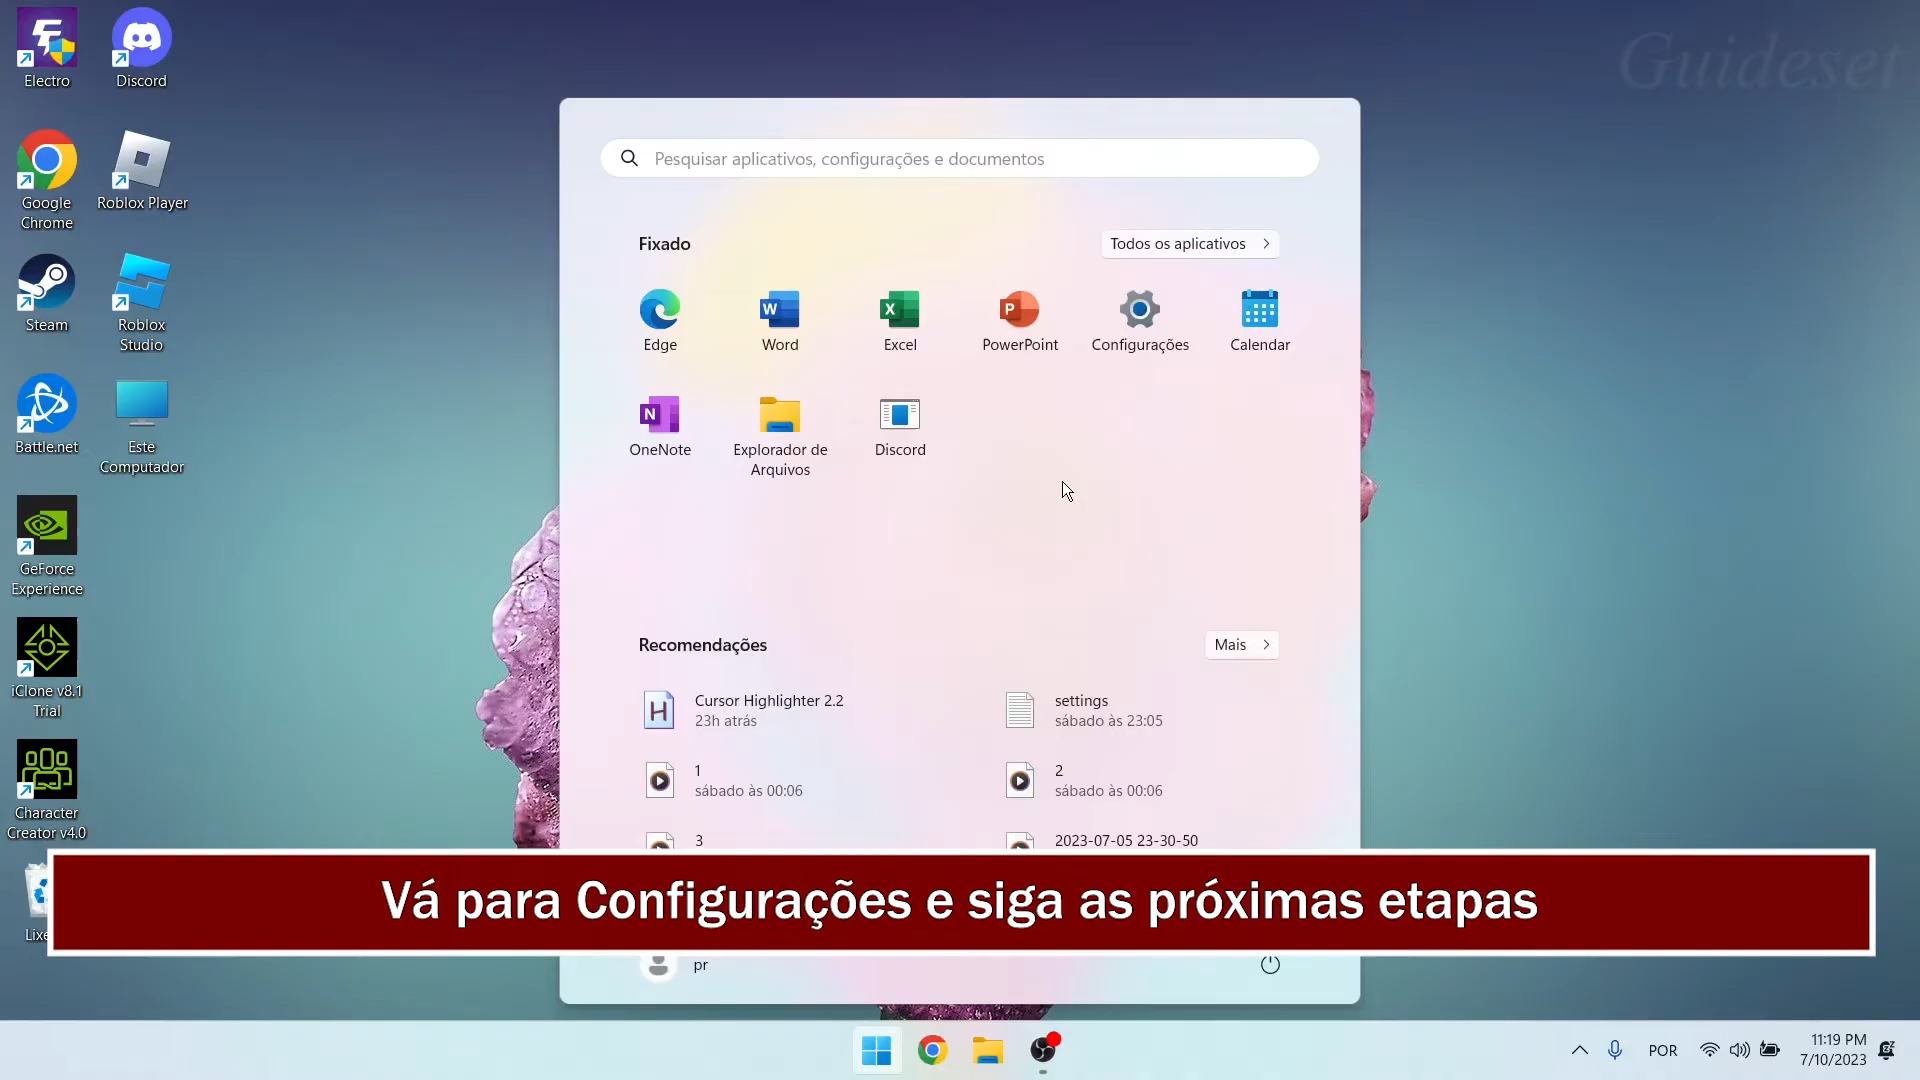 Guideset
Electro
Discord
Google
Chrome
Roblox Player
Steam
Roblox
Studio
Battle.net
Este
Computador
GeForce
Experience
iClone v8.1
Trial
Character
Creator v4.0
Pesquisar aplicativos, configurações e documentos
Fixado
Todos os aplicativos
Edge
Word
Excel
PowerPoint
Configurações
Calendar
OneNote
Explorador de
Arquivos
Discord
Recomendações
Mais
Cursor Highlighter 2.2
23h atrás
settings
sábado às 23:05
1
sábado às 00:06
2
sábado às 00:06
3
2023-07-05 23-30-50
Vá para Configurações e siga as próximas etapas
pr
POR
11:19 PM
7/10/2023